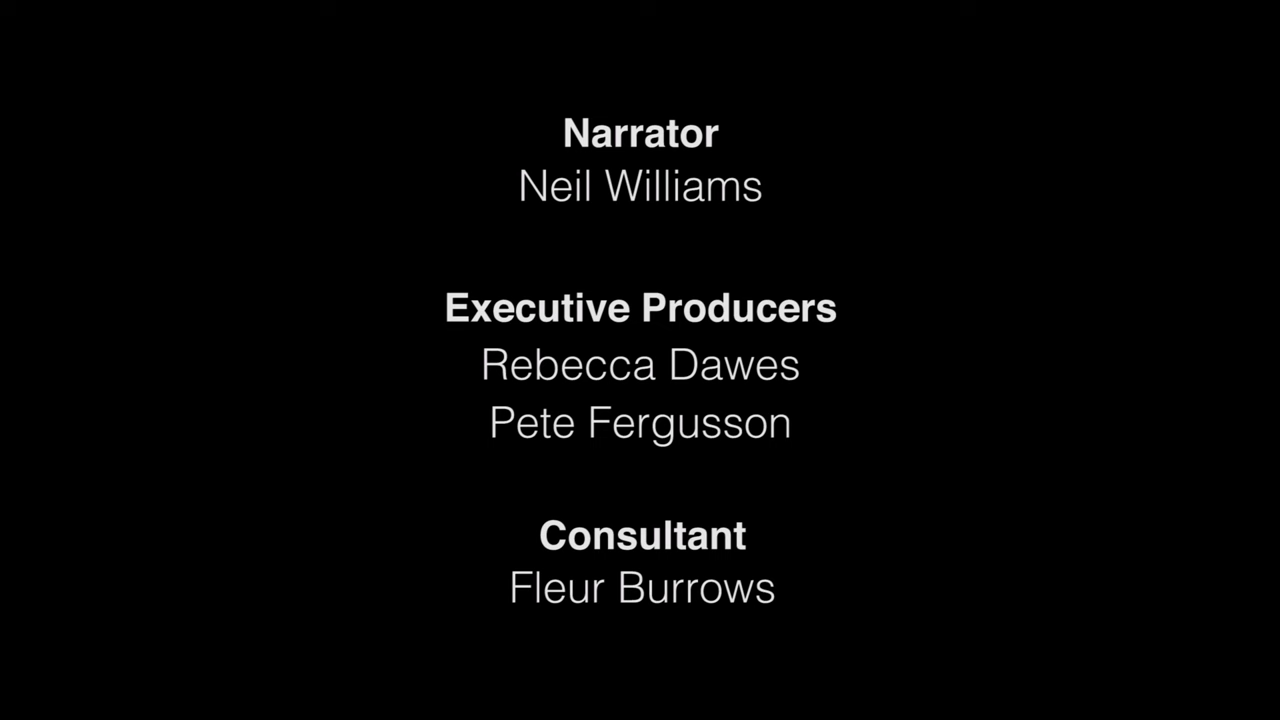 Narrator
Neil Williams
Executive Producers
Rebecca Dawes
Pete Fergusson
Consultant
Fleur Burrows